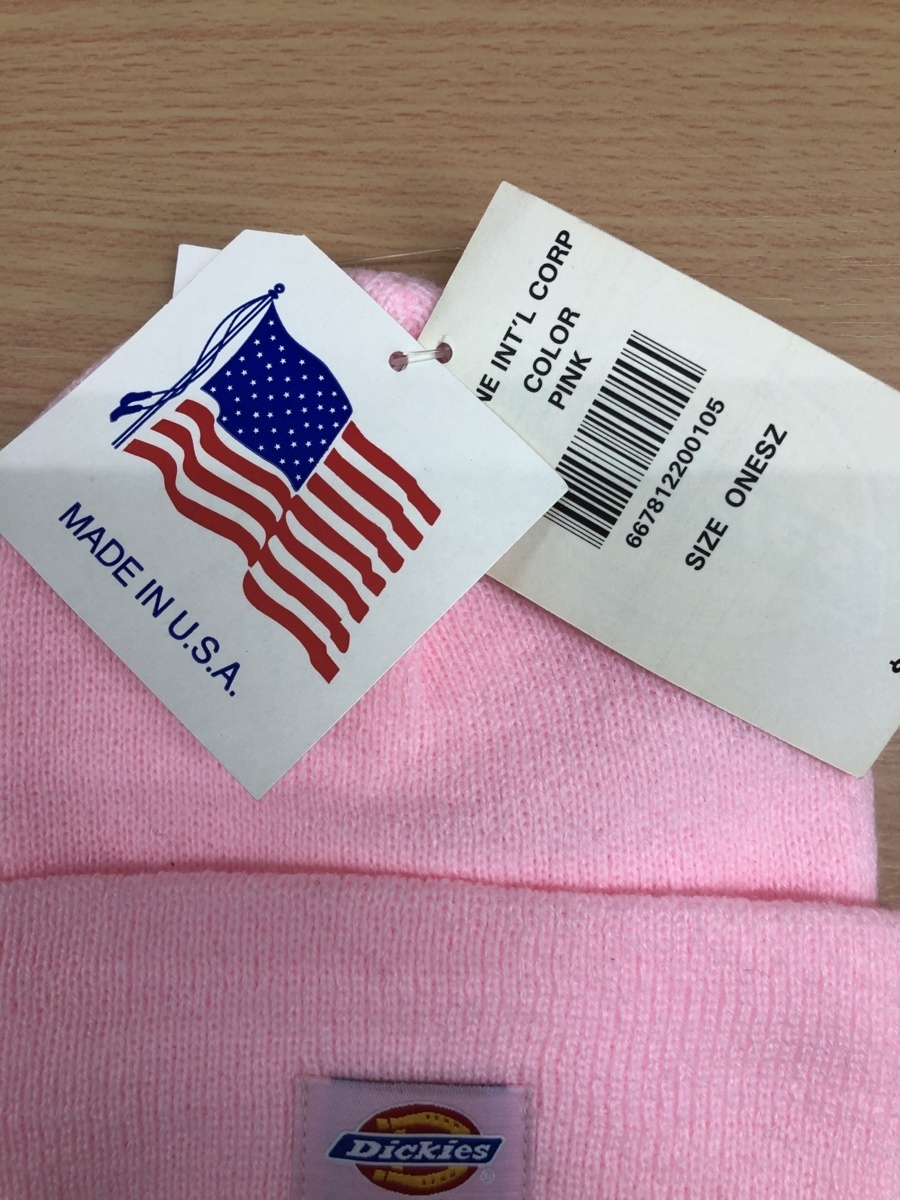 MADE IN U.S.A.
INT'L CORP
COLOR
PINK
667812200105
SIZE ONESZ
Dickies
®